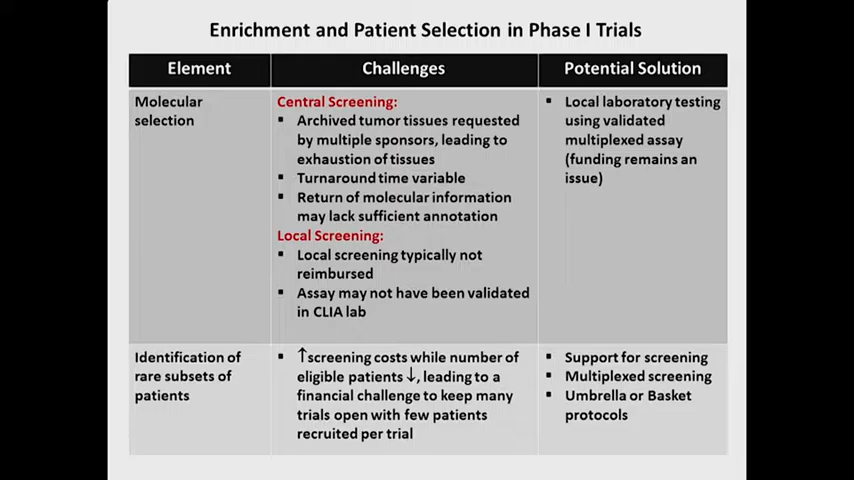 Enrichment and Patient Selection in Phase I Trials
Element
Challenges
Potential Solution
Molecular
selection
Central Screening:
▪ Archived tumor tissues requested
by multiple sponsors, leading to
exhaustion of tissues
▪ Turnaround time variable
▪ Return of molecular information
may lack sufficient annotation
Local Screening:
▪ Local screening typically not
reimbursed
▪ Assay may not have been validated
in CLIA lab
▪ Local laboratory testing
using validated
multiplexed assay
(funding remains an
issue)
Identification of
rare subsets of
patients
▪ ↑screening costs while number of
eligible patients ↓, leading to a
financial challenge to keep many
trials open with few patients
recruited per trial
▪ Support for screening
▪ Multiplexed screening
▪ Umbrella or Basket
protocols